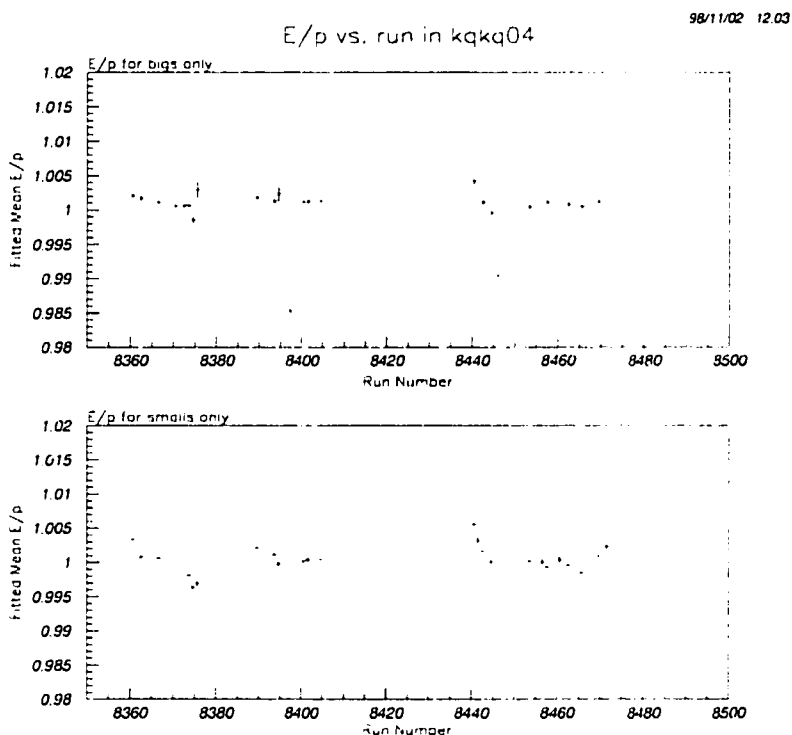 98/11/02 12.03
E/p vs. run in kqkq04
E/p for bigs only
1.02
1.015
1.01
1.005
1
0.995
0.99
0.985
0.98
Fitted Mean E/p
8360 8380 8400 8420 8440 8460 8480 8500
Run Number
E/p for smalls only
1.02
1.015
1.01
1.005
1
0.995
0.99
0.985
0.98
Fitted Mean E/p
8360 8380 8400 8420 8440 8460 8480 8500
Run Number